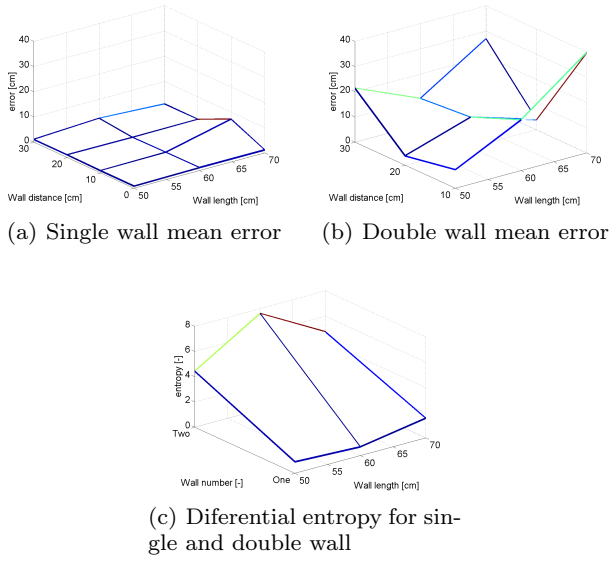 40
30
20
10
0
error [cm]
30
20
10
0
Wall distance [cm]
50
55
60
65
70
Wall length [cm]
(a) Single wall mean error
40
30
20
10
0
error [cm]
30
20
10
Wall distance [cm]
50
55
60
65
70
Wall length [cm]
(b) Double wall mean error
8
6
4
2
0
entropy [-]
Two
One
Wall number [-]
50
55
60
65
70
Wall length [cm]
(c) Diferential entropy for sin-
gle and double wall